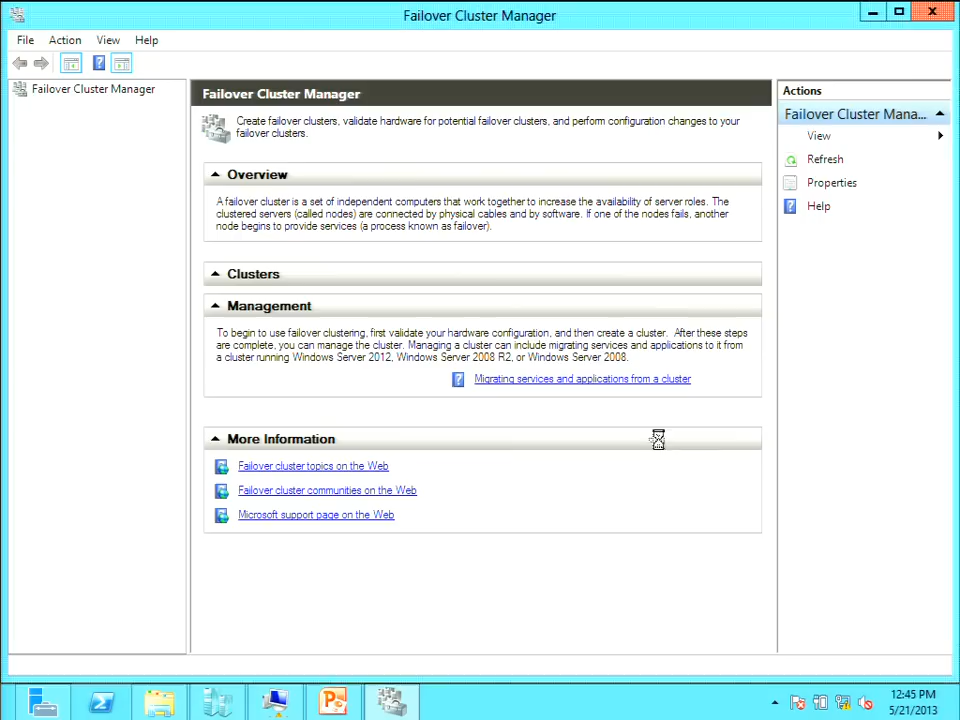 Failover Cluster Manager
File Action View Help
Failover Cluster Manager
Failover Cluster Manager
Create failover clusters, validate hardware for potential failover clusters, and perform configuration changes to your
failover clusters.
Overview
A failover cluster is a set of independent computers that work together to increase the availability of server roles. The
clustered servers (called nodes) are connected by physical cables and by software. If one of the nodes fails, another
node begins to provide services (a process known as failover).
Clusters
Management
To begin to use failover clustering, first validate your hardware configuration, and then create a cluster. After these steps
are complete, you can manage the cluster. Managing a cluster can include migrating services and applications to it from
a cluster running Windows Server 2012, Windows Server 2008 R2, or Windows Server 2008.
Migrating services and applications from a cluster
More Information
Failover cluster topics on the Web
Failover cluster communities on the Web
Microsoft support page on the Web
Actions
Failover Cluster Mana...
View
Refresh
Properties
Help
12:45 PM
5/21/2013